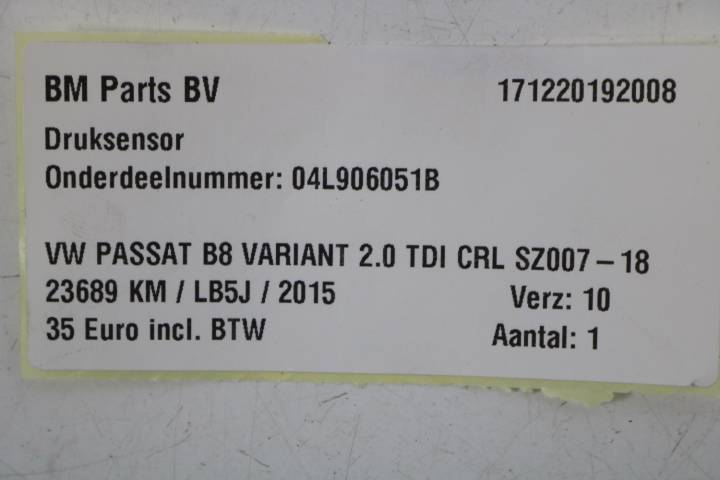 BM Parts BV 171220192008
Druksensor
Onderdeelnummer: 04L906051B
VW PASSAT B8 VARIANT 2.0 TDI CRL SZ007-18
23689 KM / LB5J / 2015 Verz: 10
35 Euro incl. BTW Aantal: 1